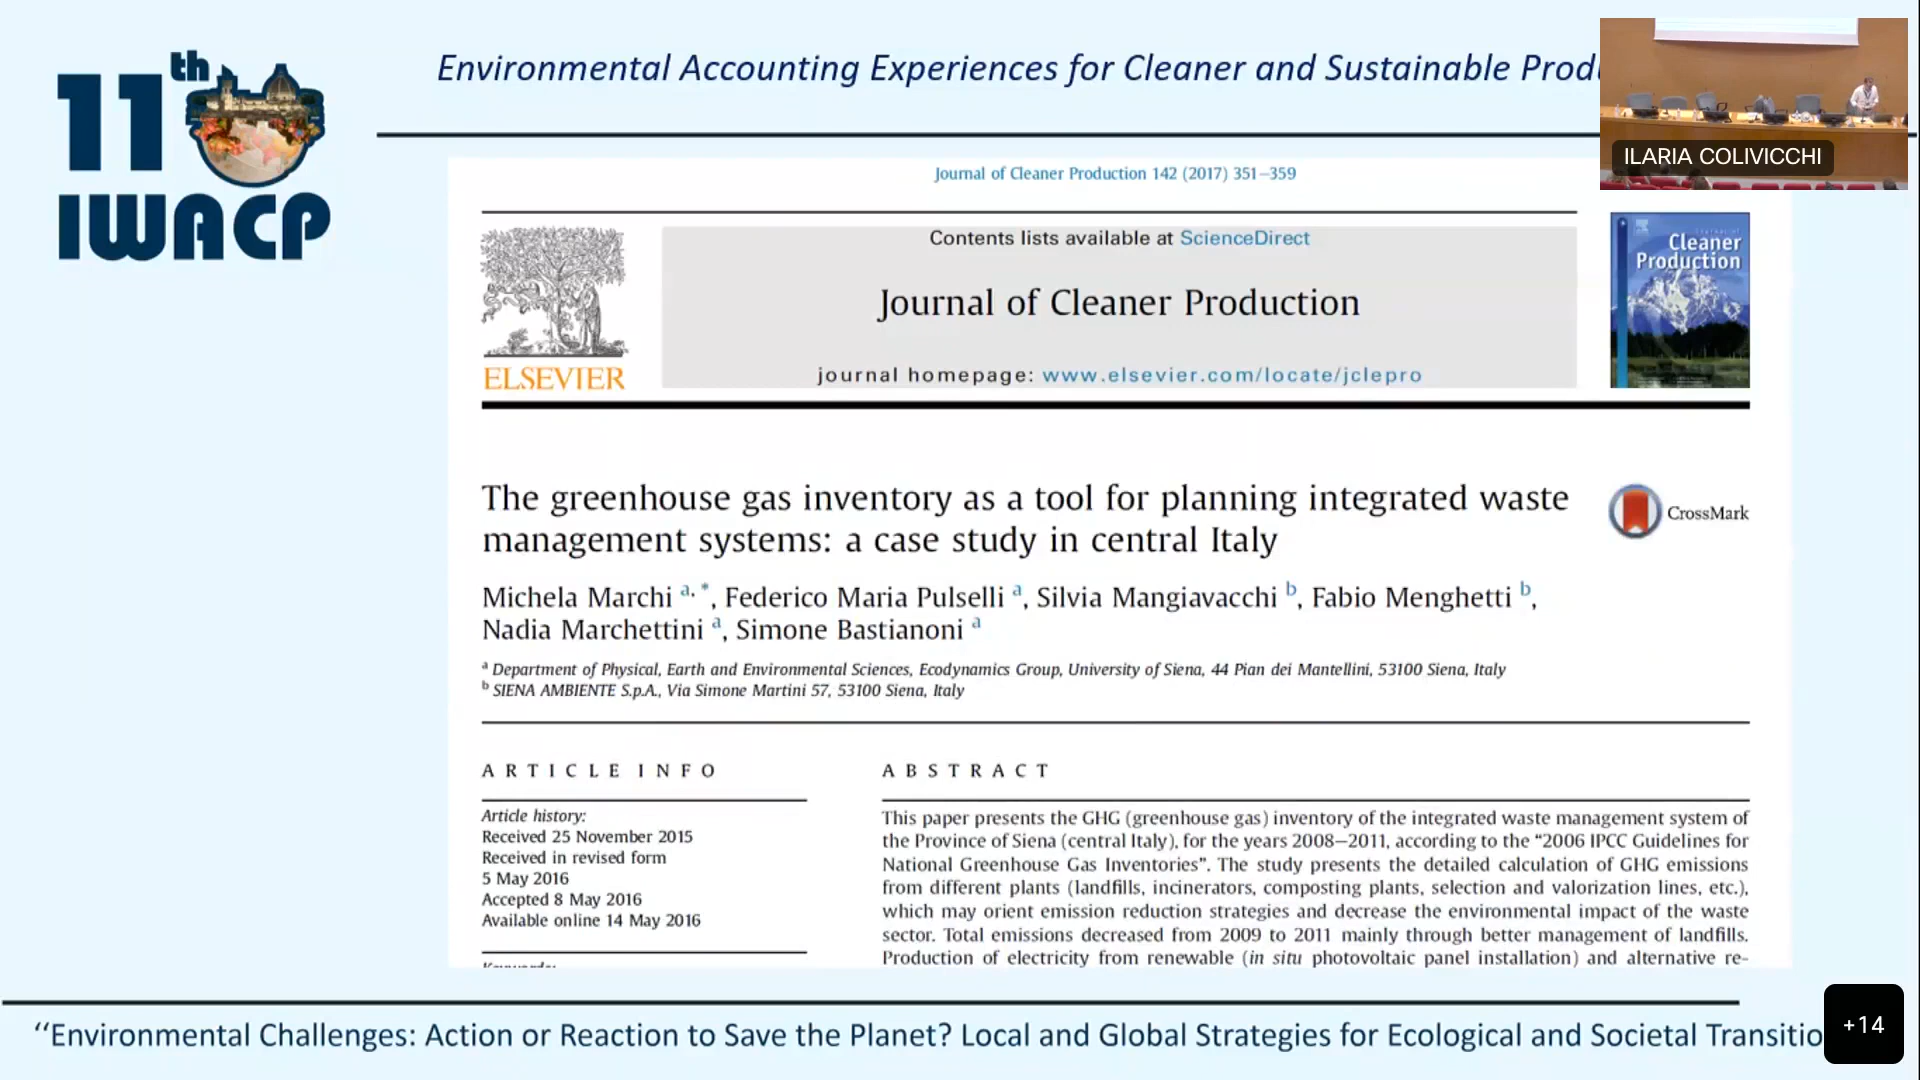 11th
IWACP
Environmental Accounting Experiences for Cleaner and Sustainable Prod
ILARIA COLIVICCHI
Journal of Cleaner Production 142 (2017) 351–359
Contents lists available at ScienceDirect
Journal of Cleaner Production
journal homepage: www.elsevier.com/locate/jclepro
ELSEVIER
Cleaner
Production
The greenhouse gas inventory as a tool for planning integrated waste
management systems: a case study in central Italy
CrossMark
Michela Marchi a, *, Federico Maria Pulselli a, Silvia Mangiavacchi b, Fabio Menghetti b,
Nadia Marchettini a, Simone Bastianoni a
a Department of Physical, Earth and Environmental Sciences, Ecodynamics Group, University of Siena, 44 Pian dei Mantellini, 53100 Siena, Italy
b SIENA AMBIENTE S.p.A., Via Simone Martini 57, 53100 Siena, Italy
ARTICLE INFO
Article history:
Received 25 November 2015
Received in revised form
5 May 2016
Accepted 8 May 2016
Available online 14 May 2016
ABSTRACT
This paper presents the GHG (greenhouse gas) inventory of the integrated waste management system of
the Province of Siena (central Italy), for the years 2008–2011, according to the “2006 IPCC Guidelines for
National Greenhouse Gas Inventories”. The study presents the detailed calculation of GHG emissions
from different plants (landfills, incinerators, composting plants, selection and valorization lines, etc.),
which may orient emission reduction strategies and decrease the environmental impact of the waste
sector. Total emissions decreased from 2009 to 2011 mainly through better management of landfills.
Production of electricity from renewable (in situ photovoltaic panel installation) and alternative re-
“Environmental Challenges: Action or Reaction to Save the Planet? Local and Global Strategies for Ecological and Societal Transitio
+14